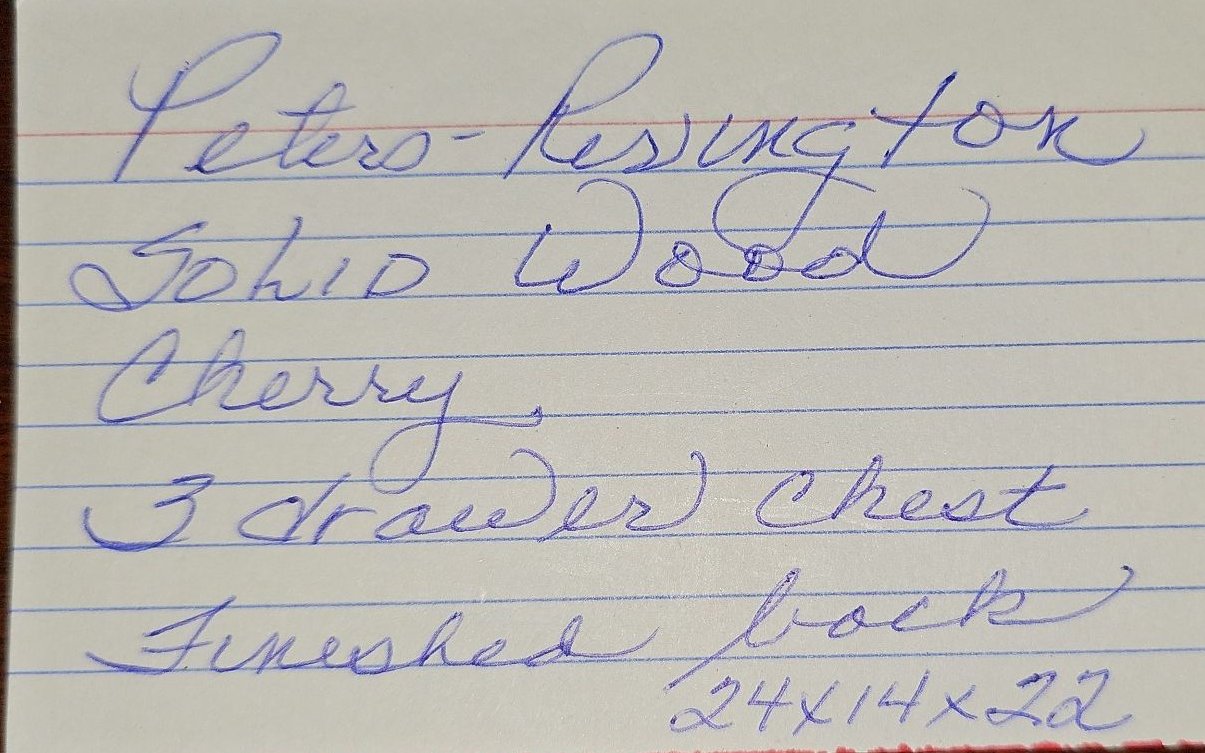 Peters-Revington
Solid Wood
Cherry
3 drawer chest
Finished back
24x14x22